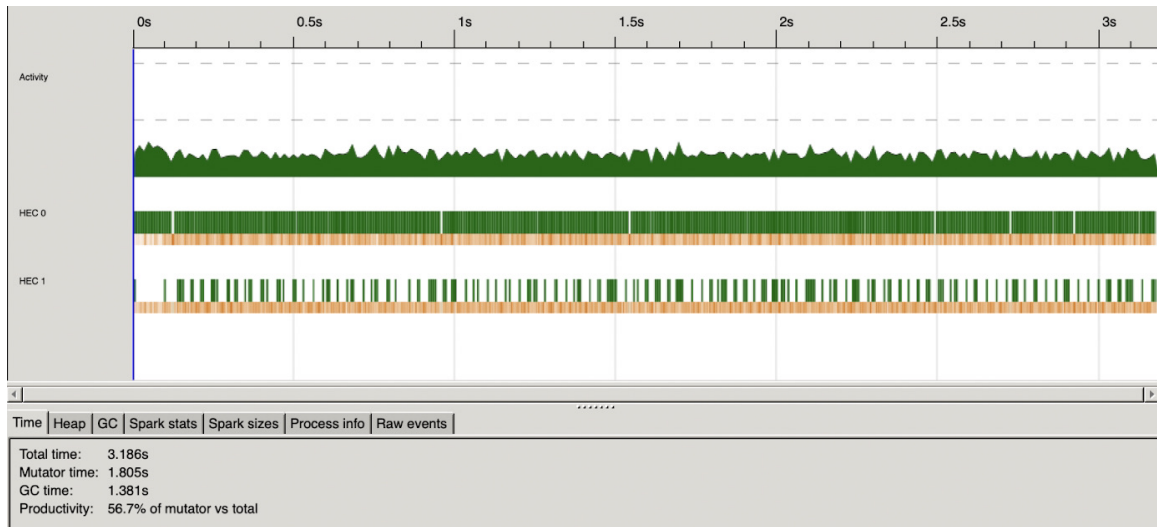 0s 0.5s 1s 1.5s 2s 2.5s 3s
Activity
HEC 0
HEC 1
Time Heap GC Spark stats Spark sizes Process info Raw events
Total time: 3.186s
Mutator time: 1.805s
GC time: 1.381s
Productivity: 56.7% of mutator vs total